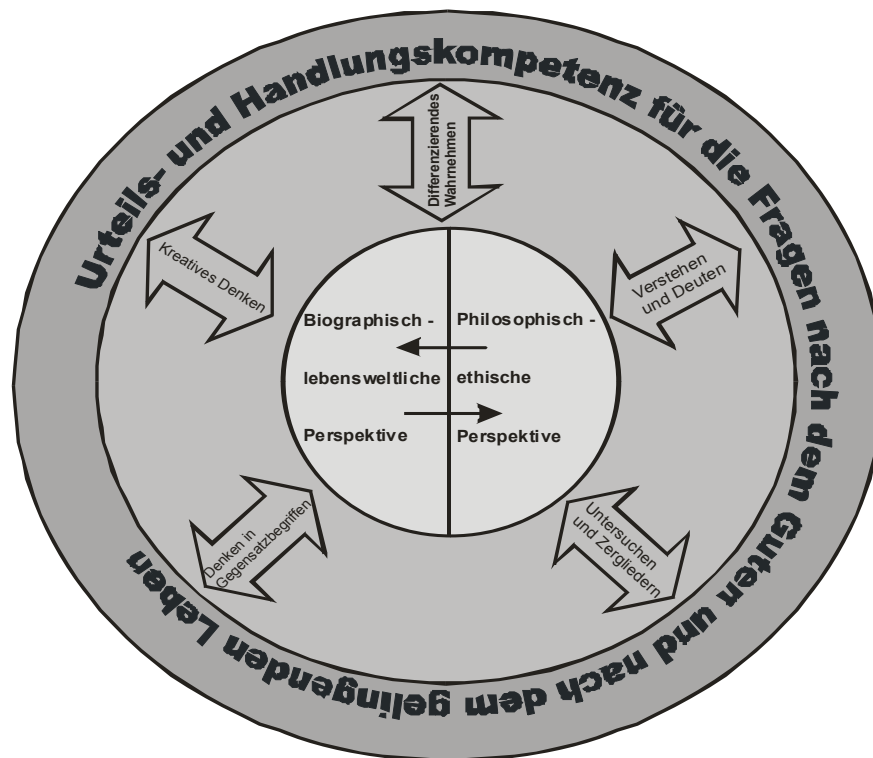 Urteils- und Handlungskompetenz für die Fragen nach dem Guten und nach dem gelingenden Leben
Differenzierendes
Wahrnehmen
Kreatives Denken
Verstehen
und Deuten
Biographisch -
lebensweltliche
Perspektive
Philosophisch -
ethische
Perspektive
Denken in
Gegensatzbegriffen
Untersuchen
und Zergliedern